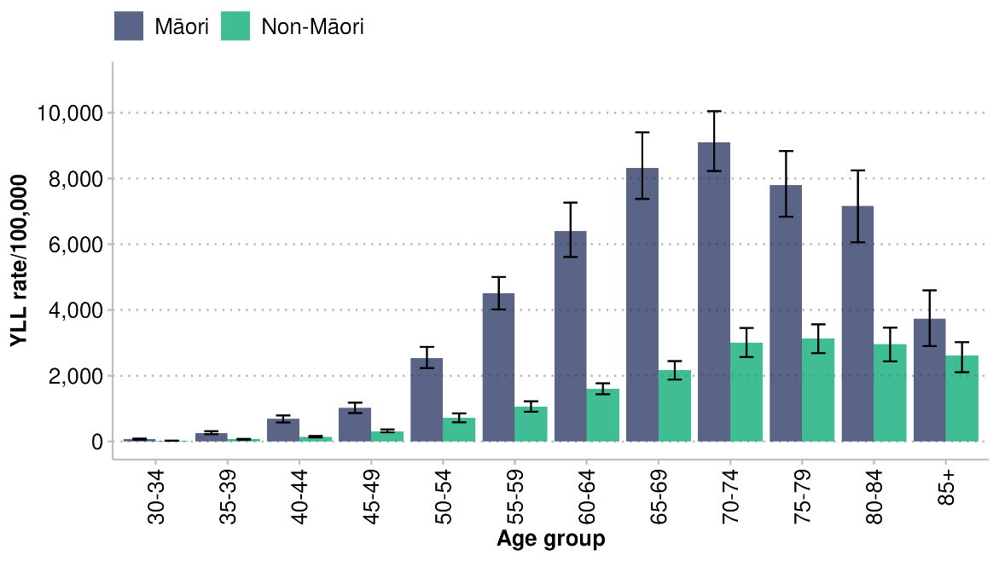 Māori Non-Māori
YLL rate/100,000
10,000
8,000
6,000
4,000
2,000
0
30-34 35-39 40-44 45-49 50-54 55-59 60-64 65-69 70-74 75-79 80-84 85+
Age group